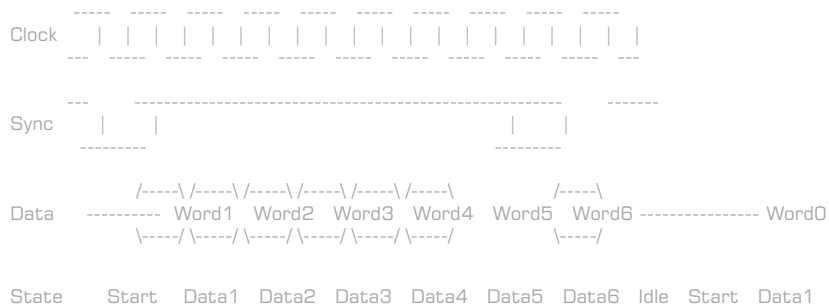 Clock
Sync
Data ----------- Word1 Word2 Word3 Word4 Word5 Word6 ---------------- Word0
State Start Data1 Data2 Data3 Data4 Data5 Data6 Idle Start Data1